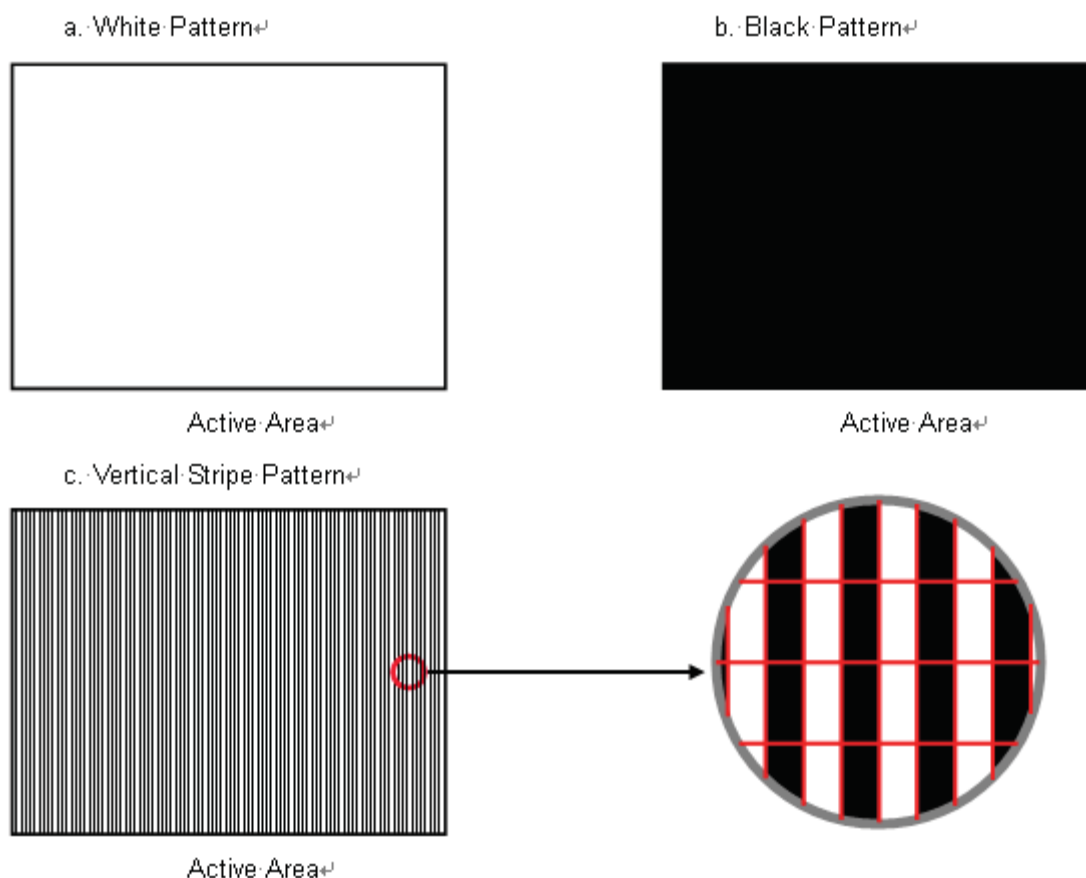 a. White Pattern↵
b. Black Pattern↵
Active Area↵
Active Area↵
c. Vertical Stripe Pattern↵
Active Area↵